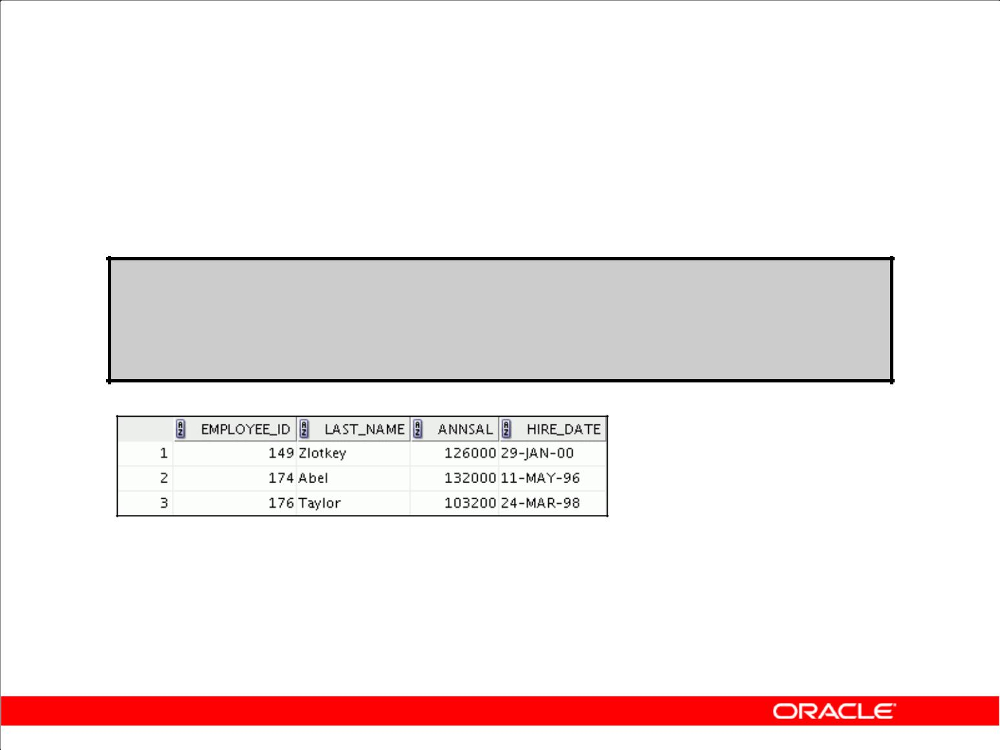 EMPLOYEE_ID LAST_NAME ANNSAL HIRE_DATE
1 149 Zlotkey 126000 29-JAN-00
2 174 Abel 132000 11-MAY-96
3 176 Taylor 103200 24-MAR-98
ORACLE